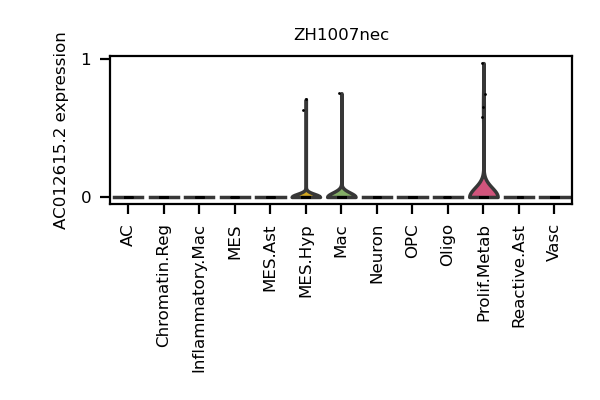 ZH1007nec
AC012615.2 expression
1
0
AC
Chromatin.Reg
Inflammatory.Mac
MES
MES.Ast
MES.Hyp
Mac
Neuron
OPC
Oligo
Prolif.Metab
Reactive.Ast
Vasc